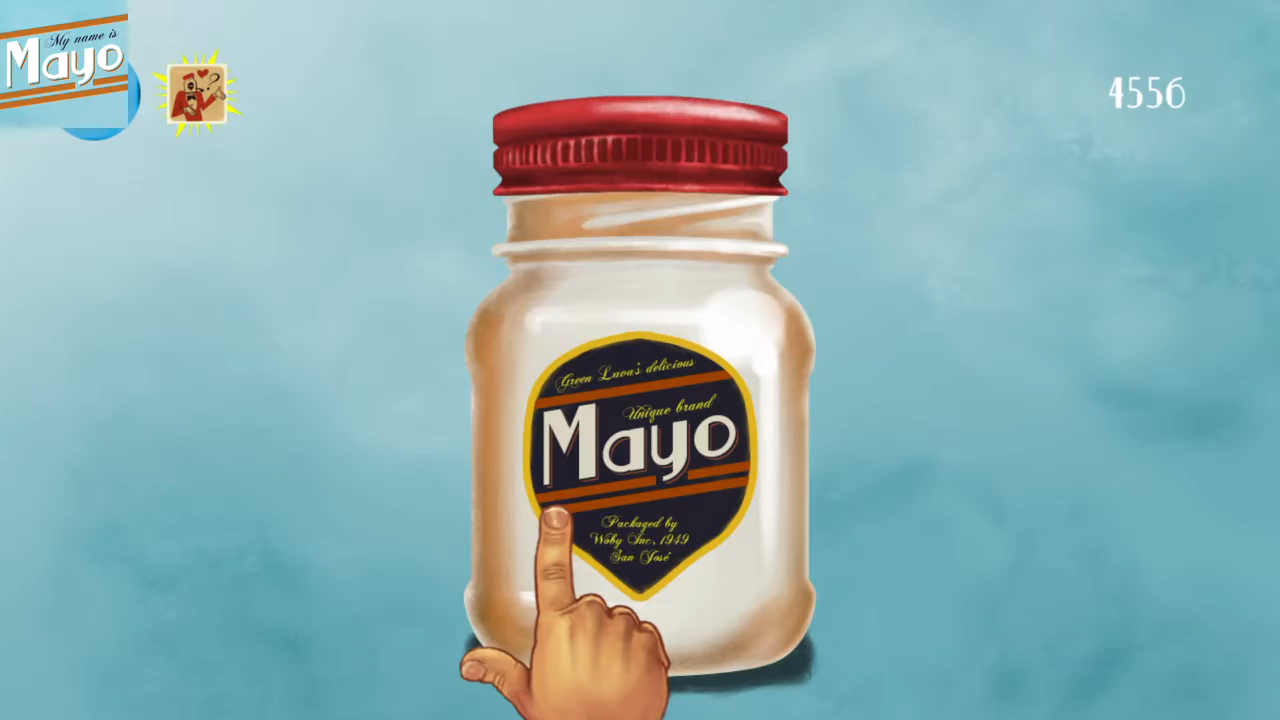 My name is
Mayo
4556
Green Lava's delicious
Unique brand
Mayo
Packaged by
Woby Inc, 1949
San José